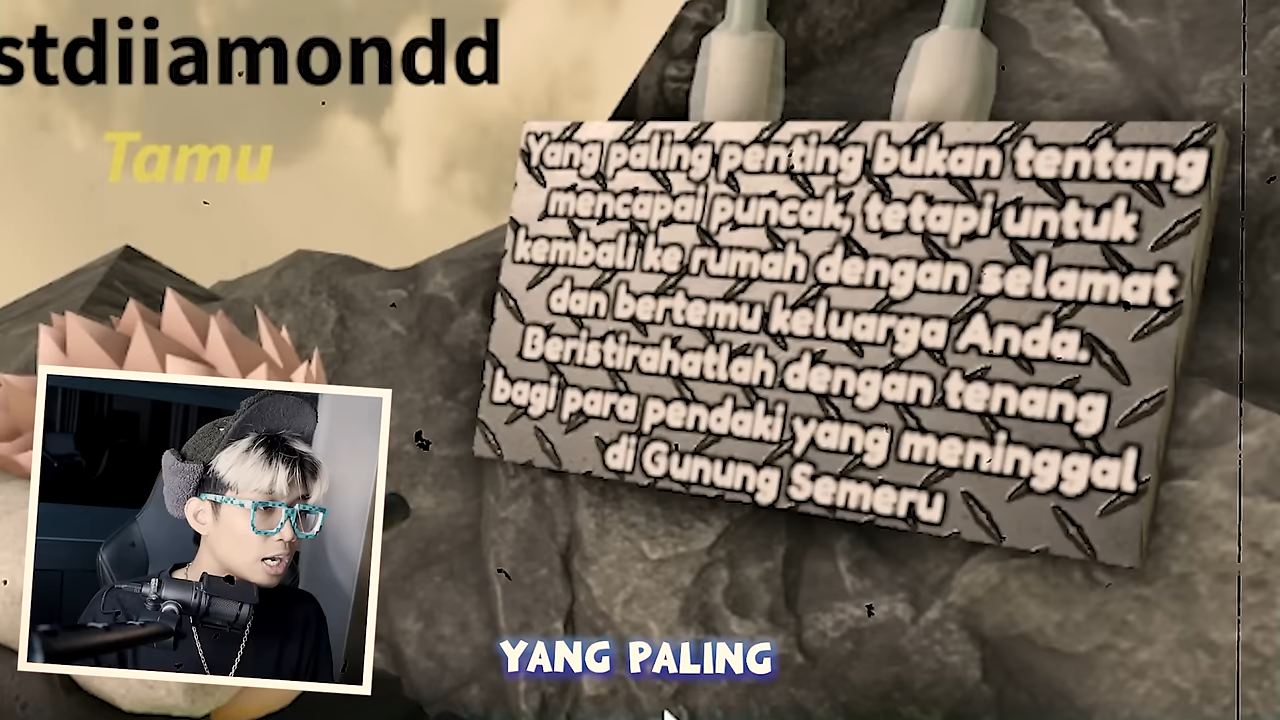 stdiiamondd
Tamu
Yang paling penting bukan tentang
mencapai puncak, tetapi untuk
kembali ke rumah dengan selamat
dan bertemu keluarga Anda.
Beristirahatlah dengan tenang
bagi para pendaki yang meninggal
di Gunung Semeru
YANG PALING